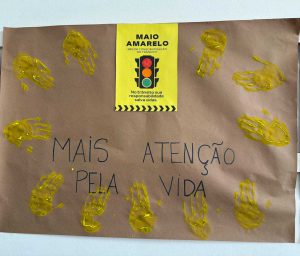 MAIO
AMARELO
No trânsito, sua
responsabilidade
salva vidas.
MAIS ATENÇÃO
PELA VIDA